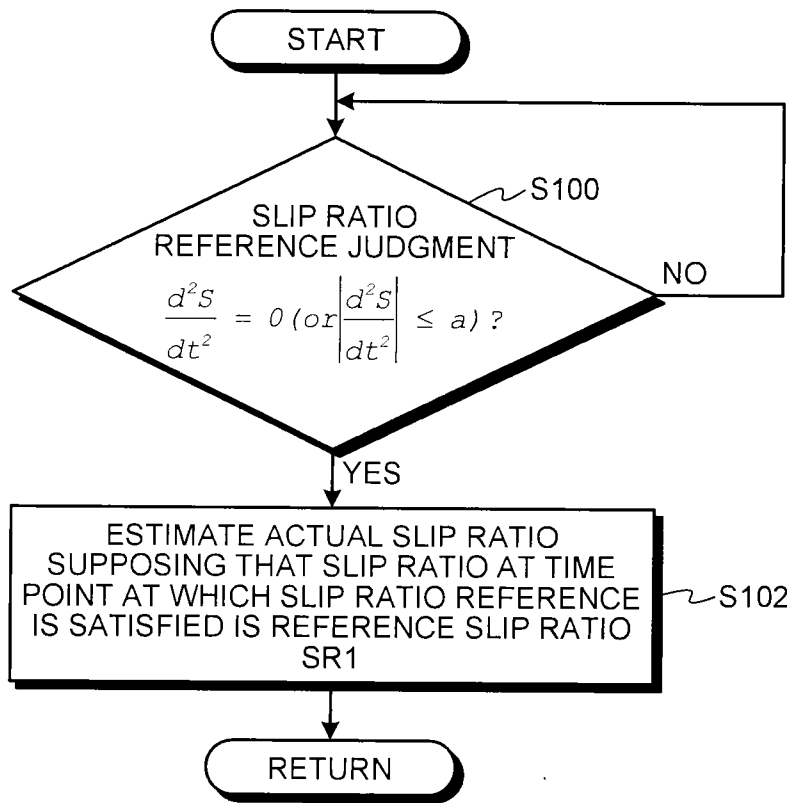 START
S100
SLIP RATIO
REFERENCE JUDGMENT
d²S/dt² = 0 (or |d²S/dt²| ≤ a) ?
NO
YES
ESTIMATE ACTUAL SLIP RATIO
SUPPOSING THAT SLIP RATIO AT TIME
POINT AT WHICH SLIP RATIO REFERENCE
IS SATISFIED IS REFERENCE SLIP RATIO
SR1
S102
RETURN